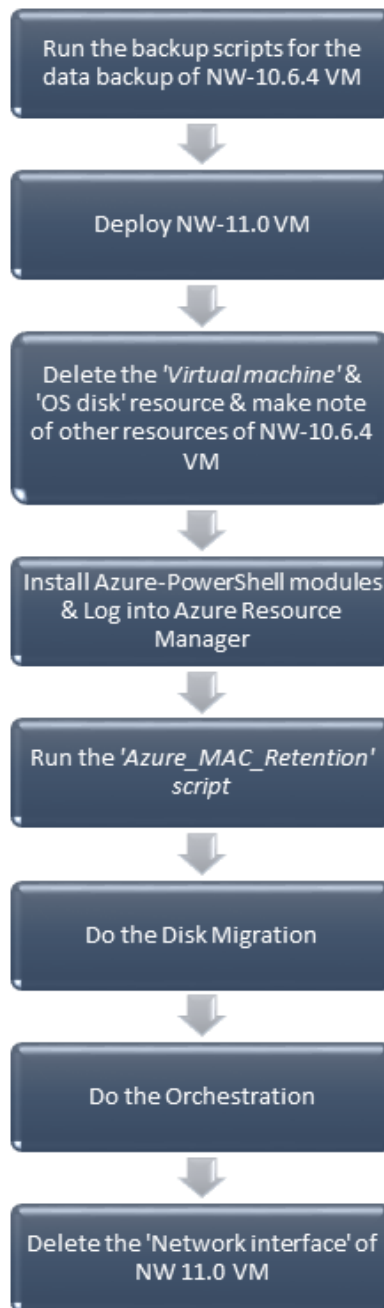 Run the backup scripts for the
data backup of NW-10.6.4 VM
Deploy NW-11.0 VM
Delete the 'Virtual machine' &
'OS disk' resource & make note
of other resources of NW-10.6.4
VM
Install Azure-PowerShell modules
& Log into Azure Resource
Manager
Run the 'Azure_MAC_Retention'
script
Do the Disk Migration
Do the Orchestration
Delete the 'Network interface' of
NW 11.0 VM